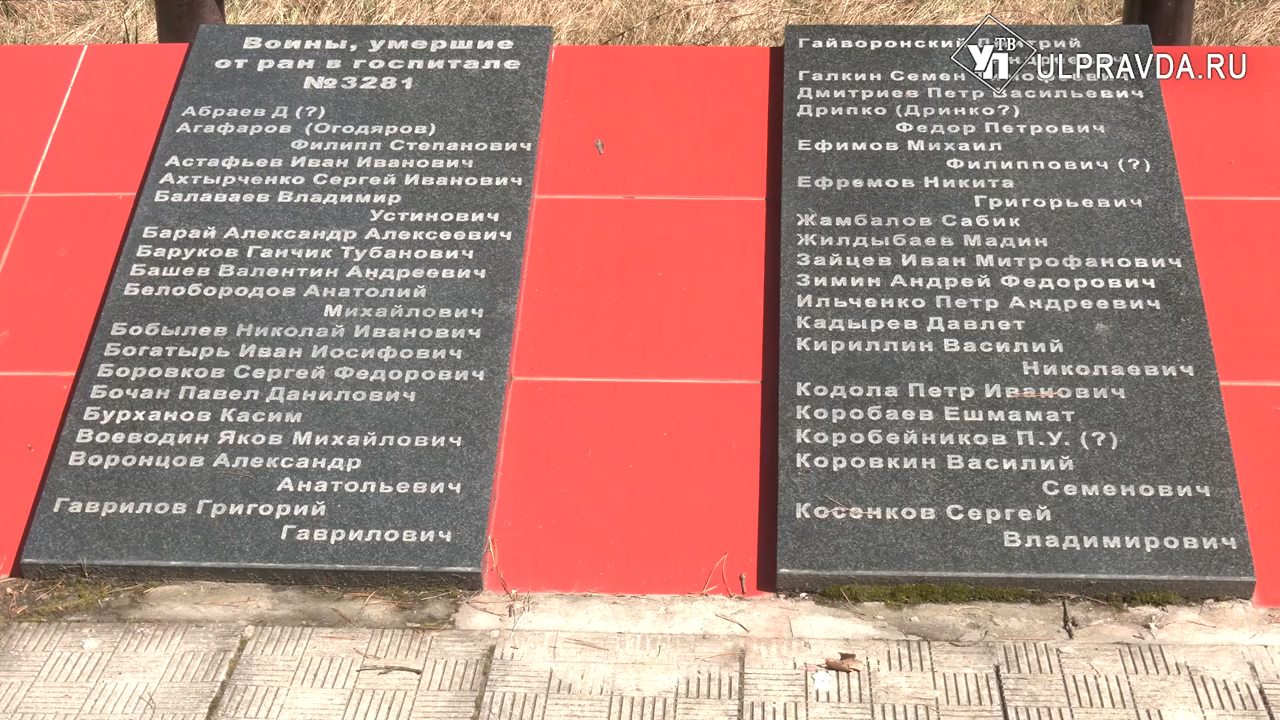 Воины, умершие
от ран в госпитале
№3281
Абраев Д (?)
Агафаров (Огодяров)
Филипп Степанович
Астафьев Иван Иванович
Ахтырченко Сергей Иванович
Балаваев Владимир
Устинович
Барай Александр Алексеевич
Баруков Ганчик Тубанович
Башев Валентин Андреевич
Белобородов Анатолий
Михайлович
Бобылев Николай Иванович
Богатырь Иван Иосифович
Боровков Сергей Федорович
Бочан Павел Данилович
Бурханов Касим
Воеводин Яков Михайлович
Воронцов Александр
Анатольевич
Гаврилов Григорий
Гаврилович
Гайворонский Дмитрий
Галкин Семен
Дмитриев Петр Васильевич
Дрипко (Дринко?)
Федор Петрович
Ефимов Михаил
Филиппович (?)
Ефремов Никита
Григорьевич
Жамбалов Сабик
Жилдыбаев Мадин
Зайцев Иван Митрофанович
Зимин Андрей Федорович
Ильченко Петр Андреевич
Кадырев Давлет
Кириллин Василий
Николаевич
Кодола Петр Иванович
Коробаев Ешмамат
Коробейников П.У. (?)
Коровкин Василий
Семенович
Косенков Сергей
Владимирович
УП ТВ
ULPRAVDA.RU